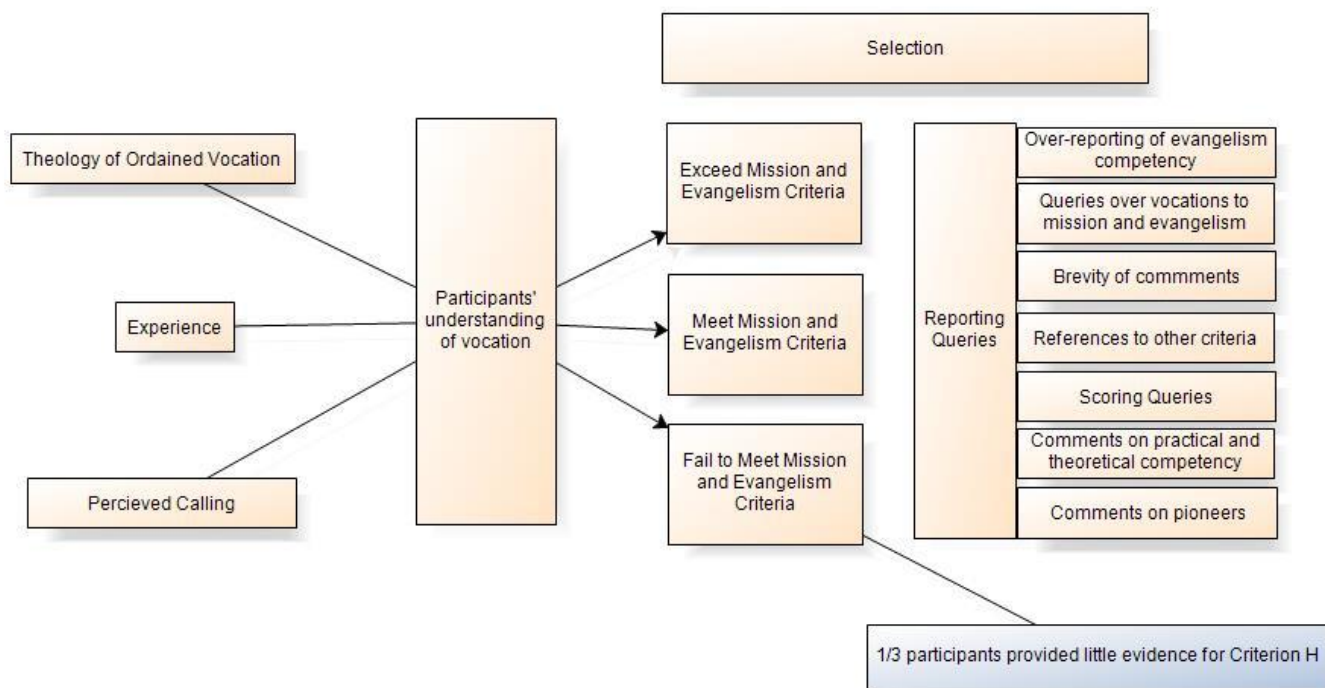 Selection
Theology of Ordained Vocation
Experience
Percieved Calling
Participants'
understanding
of vocation
Exceed Mission and
Evangelism Criteria
Meet Mission and
Evangelism Criteria
Fail to Meet Mission
and Evangelism
Criteria
Reporting
Queries
Over-reporting of evangelism
competency
Queries over vocations to
mission and evangelism
Brevity of commments
References to other criteria
Scoring Queries
Comments on practical and
theoretical competency
Comments on pioneers
1/3 participants provided little evidence for Criterion H